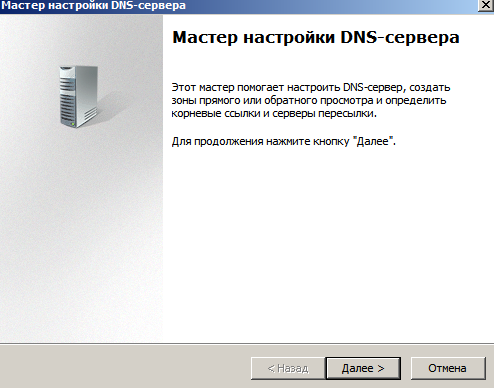 Мастер настройки DNS-сервера
Мастер настройки DNS-сервера
Этот мастер помогает настроить DNS-сервер, создать
зоны прямого или обратного просмотра и определить
корневые ссылки и серверы пересылки.
Для продолжения нажмите кнопку "Далее".
< Назад
Далее >
Отмена